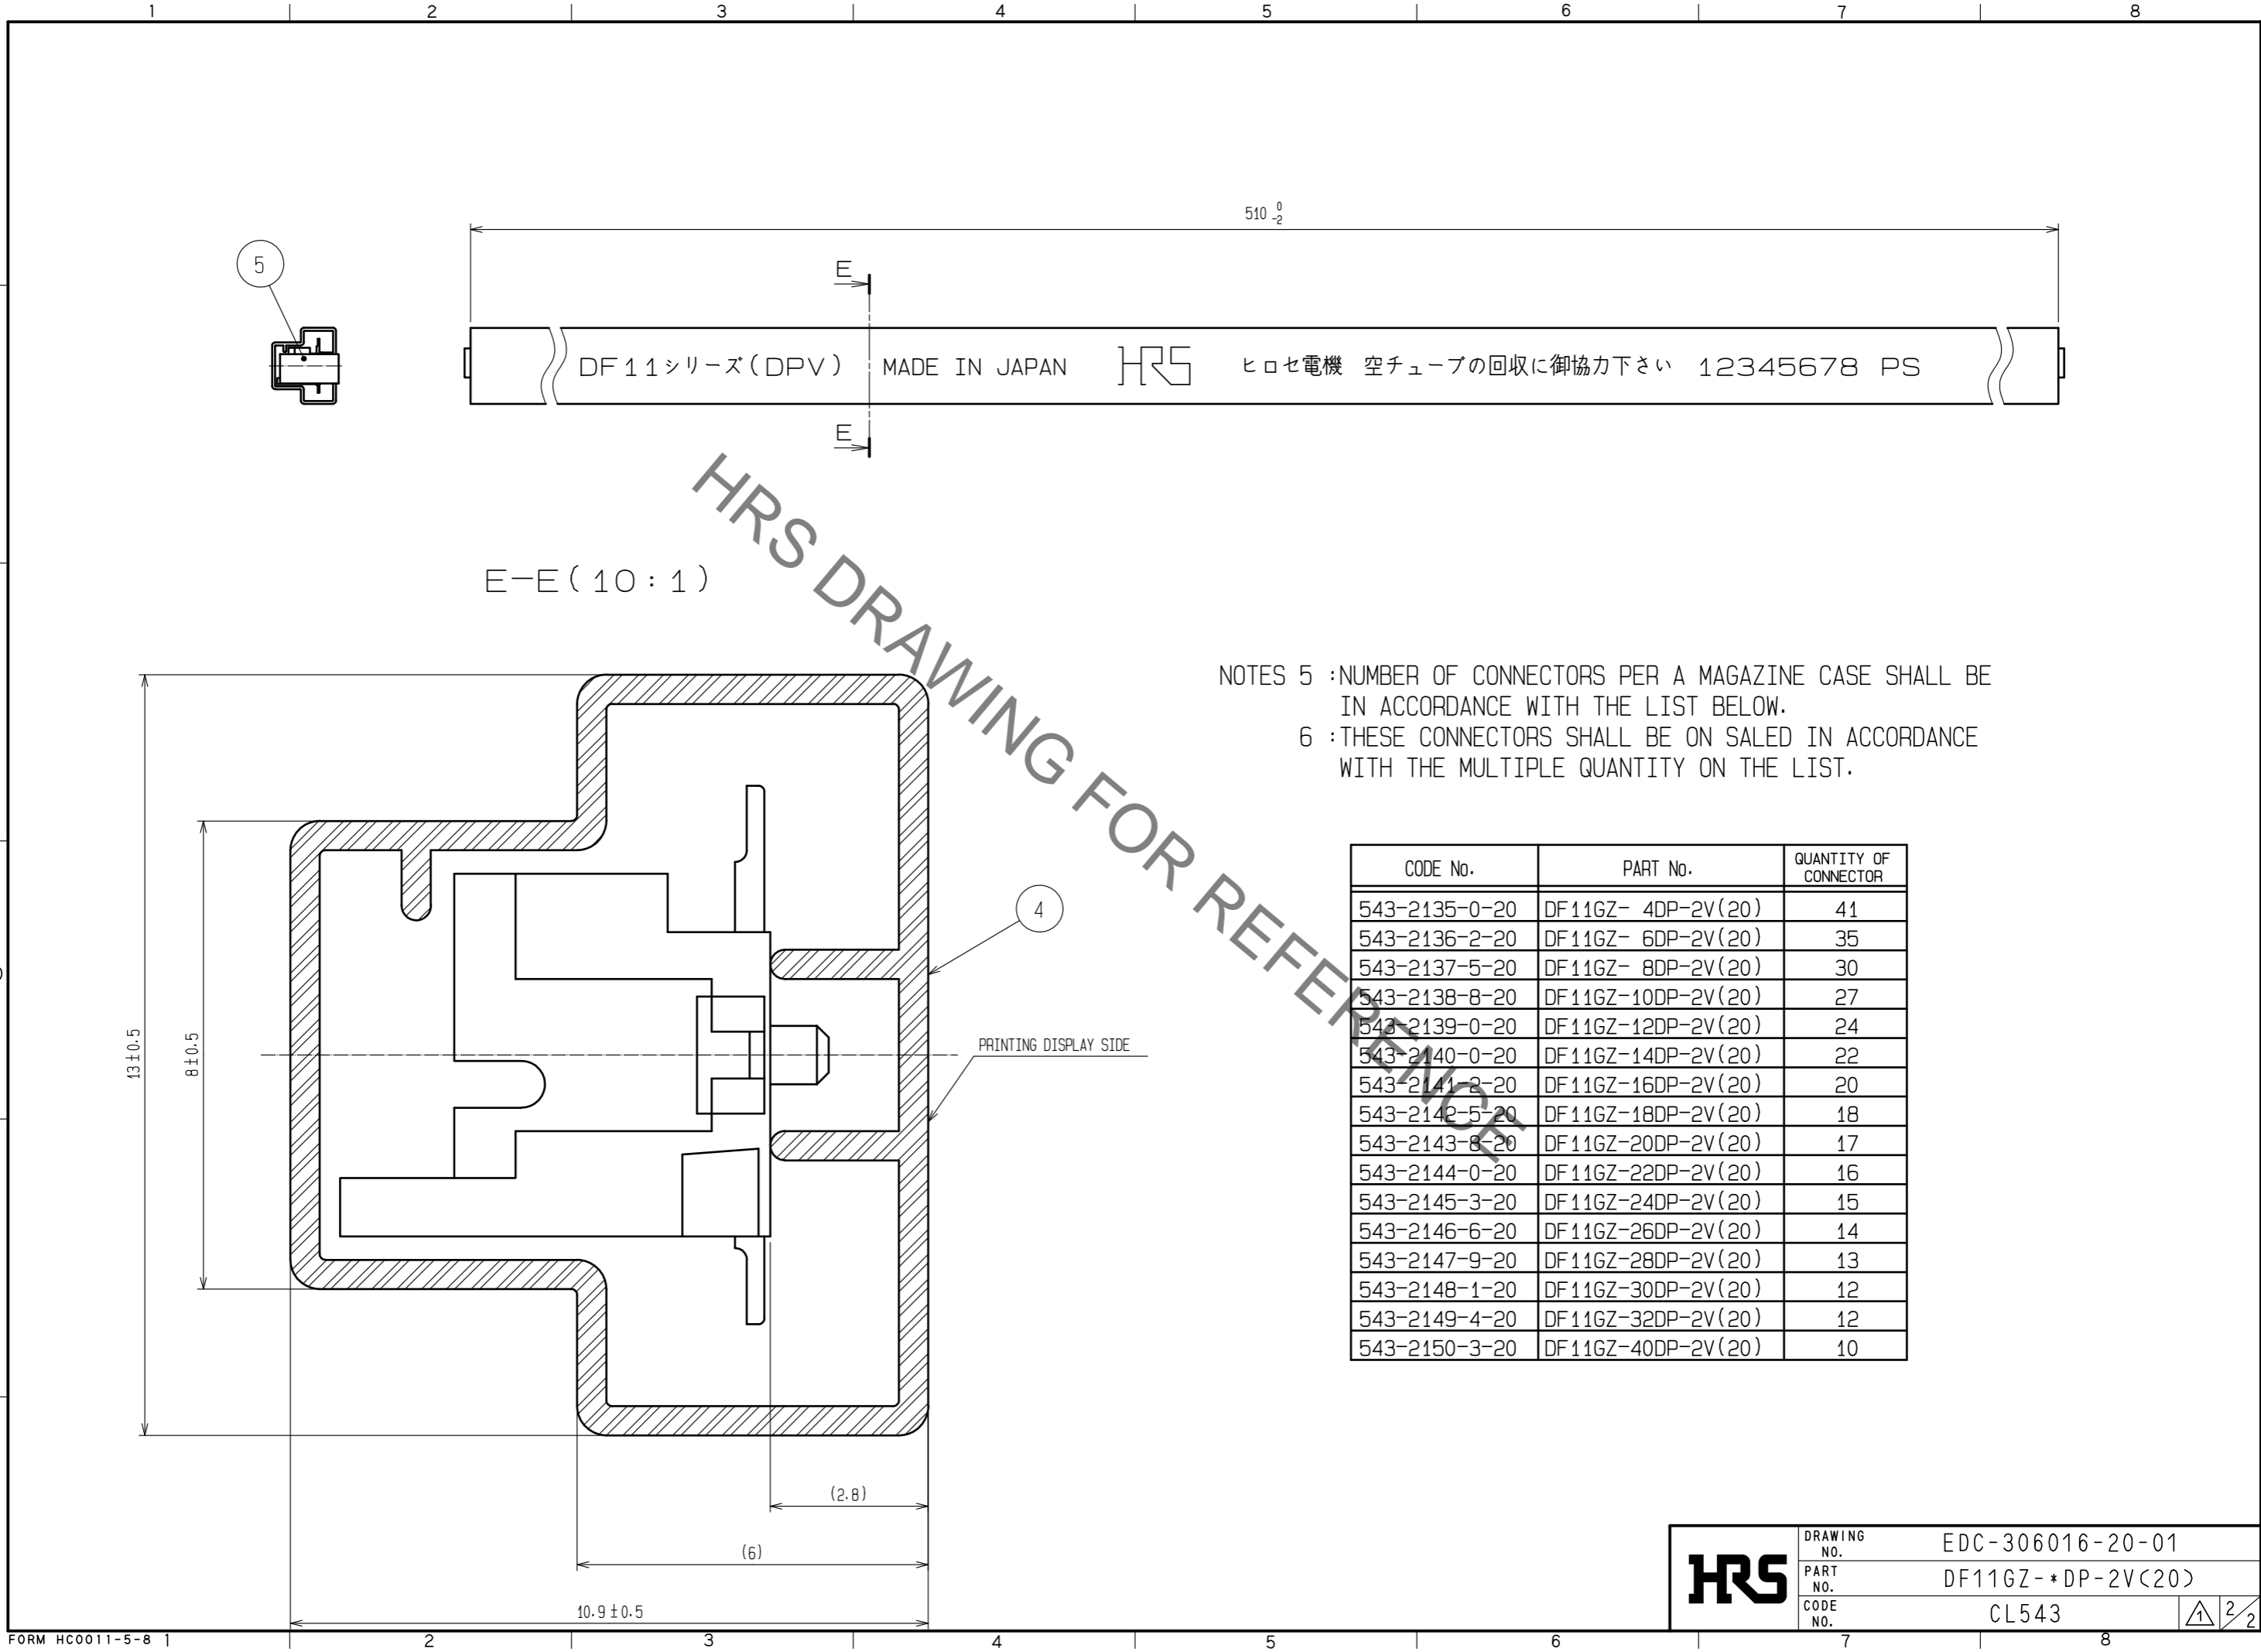 1 2 3 4 5 6 7 8
510 0 -2
5
E
DF11シリーズ(DPV) MADE IN JAPAN HRS ヒロセ電機 空チューブの回収に御協力下さい 12345678 PS
E
E-E(10:1)
HRS DRAWING FOR REFERENCE
NOTES 5 :NUMBER OF CONNECTORS PER A MAGAZINE CASE SHALL BE
IN ACCORDANCE WITH THE LIST BELOW.
6 :THESE CONNECTORS SHALL BE ON SALED IN ACCORDANCE
WITH THE MULTIPLE QUANTITY ON THE LIST.
4
PRINTING DISPLAY SIDE
13±0.5
8±0.5
(2.8)
(6)
10.9±0.5
CODE No. PART No. QUANTITY OF CONNECTOR
543-2135-0-20 DF11GZ- 4DP-2V(20) 41
543-2136-2-20 DF11GZ- 6DP-2V(20) 35
543-2137-5-20 DF11GZ- 8DP-2V(20) 30
543-2138-8-20 DF11GZ-10DP-2V(20) 27
543-2139-0-20 DF11GZ-12DP-2V(20) 24
543-2140-0-20 DF11GZ-14DP-2V(20) 22
543-2141-2-20 DF11GZ-16DP-2V(20) 20
543-2142-5-20 DF11GZ-18DP-2V(20) 18
543-2143-8-20 DF11GZ-20DP-2V(20) 17
543-2144-0-20 DF11GZ-22DP-2V(20) 16
543-2145-3-20 DF11GZ-24DP-2V(20) 15
543-2146-6-20 DF11GZ-26DP-2V(20) 14
543-2147-9-20 DF11GZ-28DP-2V(20) 13
543-2148-1-20 DF11GZ-30DP-2V(20) 12
543-2149-4-20 DF11GZ-32DP-2V(20) 12
543-2150-3-20 DF11GZ-40DP-2V(20) 10
HRS
DRAWING NO. EDC-306016-20-01
PART NO. DF11GZ-*DP-2V(20)
CODE NO. CL543 1 2/2
FORM HC0011-5-8 1 2 3 4 5 6 7 8